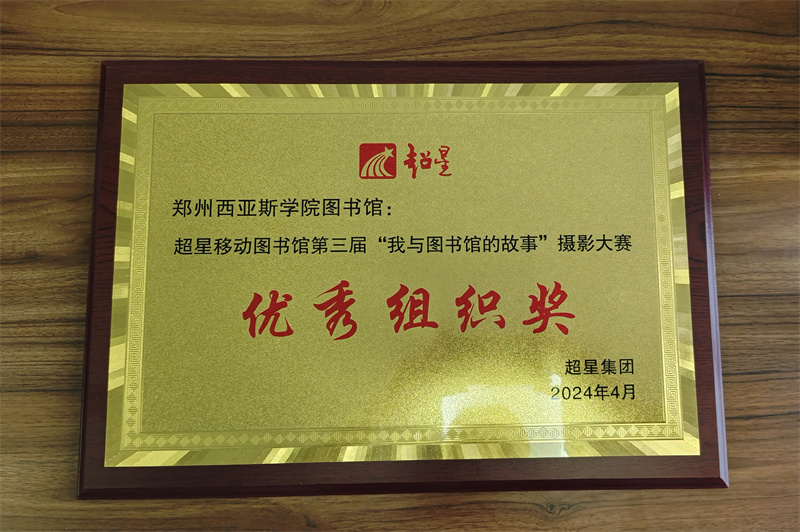 超星
郑州西亚斯学院图书馆：
超星移动图书馆第三届“我与图书馆的故事”摄影大赛
优秀组织奖
超星集团
2024年4月